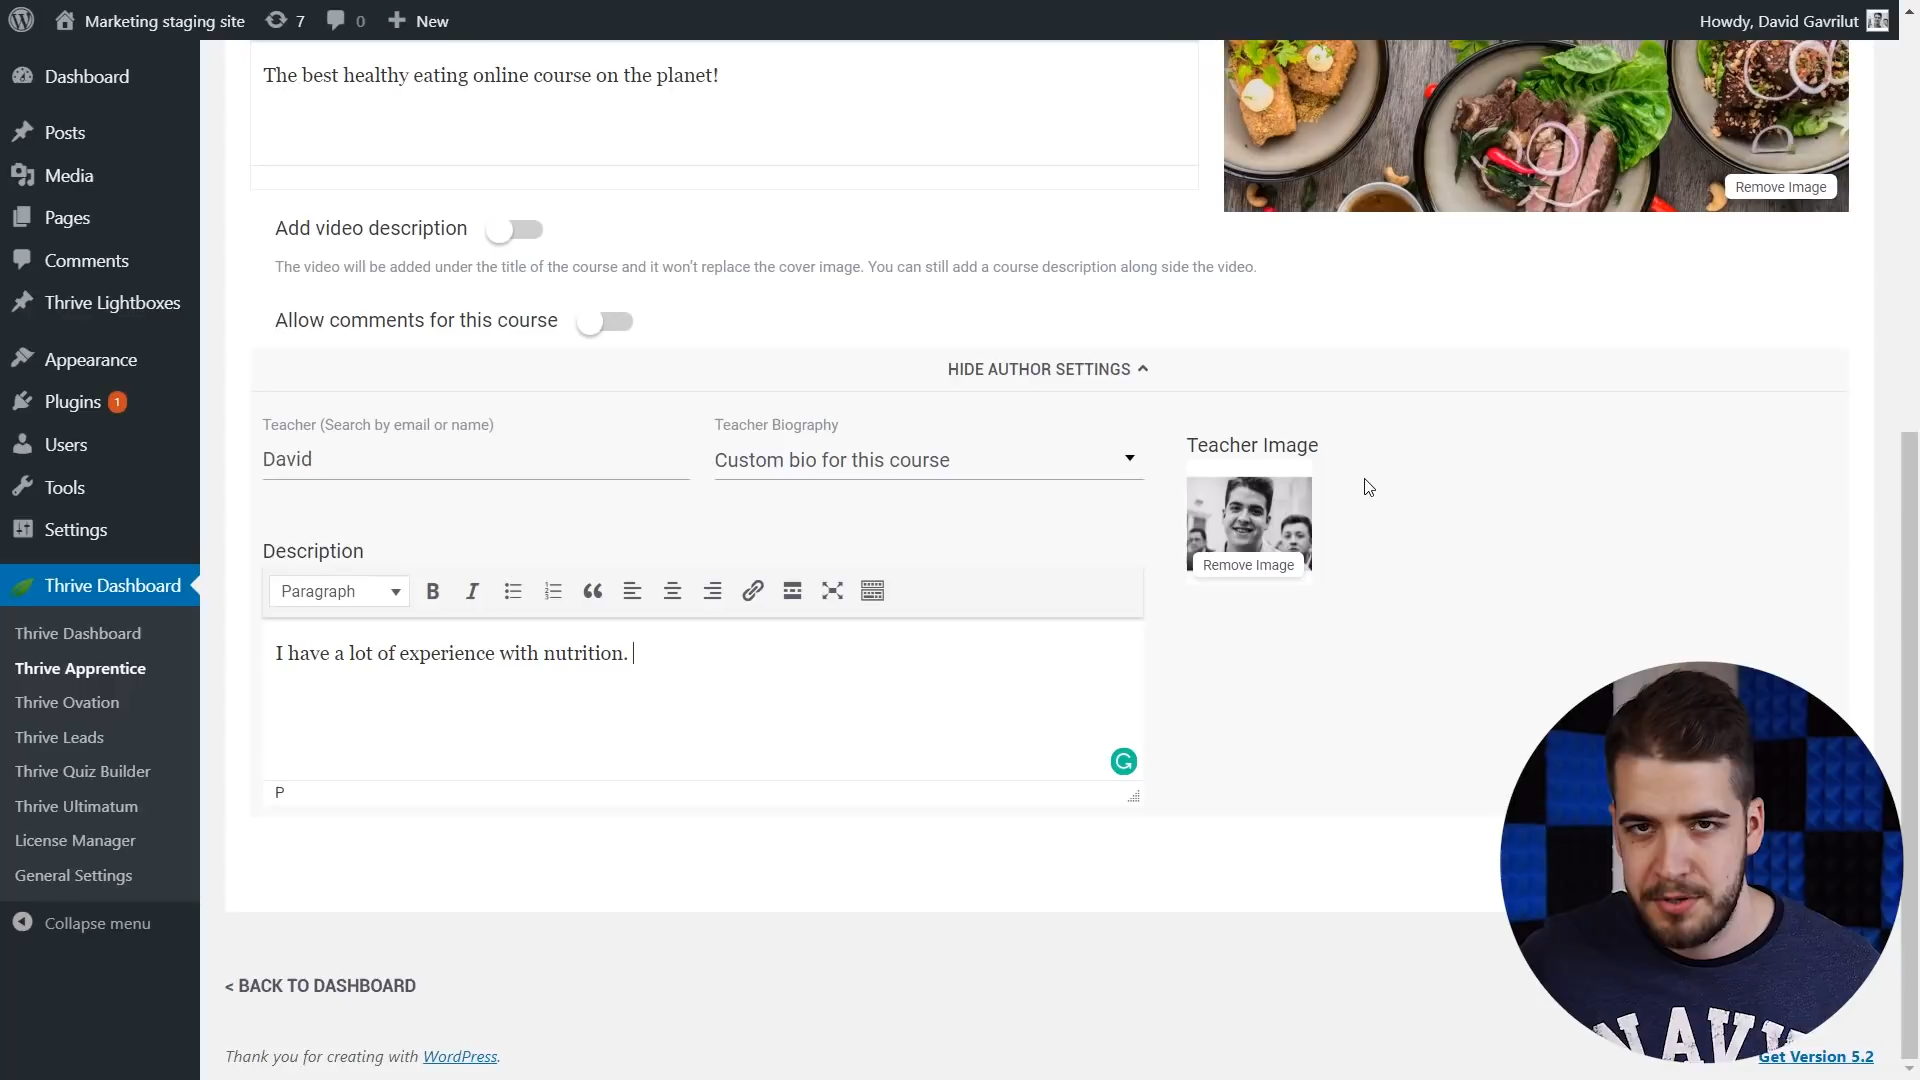 Marketing staging site 7 0 New Howdy, David Gavrilut
Dashboard
Posts
Media
Pages
Comments
Thrive Lightboxes
Appearance
Plugins 1
Users
Tools
Settings
Thrive Dashboard
Thrive Dashboard
Thrive Apprentice
Thrive Ovation
Thrive Leads
Thrive Quiz Builder
Thrive Ultimatum
License Manager
General Settings
Collapse menu
The best healthy eating online course on the planet!
Remove Image
Add video description
The video will be added under the title of the course and it won't replace the cover image. You can still add a course description along side the video.
Allow comments for this course
HIDE AUTHOR SETTINGS
Teacher (Search by email or name)
David
Teacher Biography
Custom bio for this course
Teacher Image
Remove Image
Description
Paragraph B I
I have a lot of experience with nutrition.
G
P
< BACK TO DASHBOARD
Thank you for creating with WordPress.
Get Version 5.2